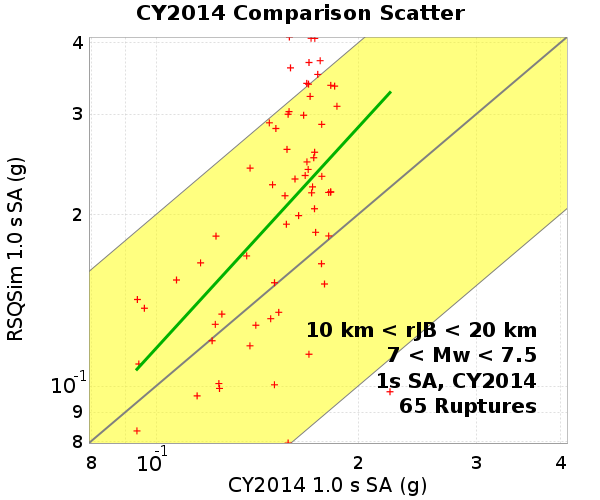 CY2014 Comparison Scatter
RSQSim 1.0 s SA (g)
4
3
2
10-1
9
8
10 km < rJB < 20 km
7 < Mw < 7.5
1s SA, CY2014
65 Ruptures
8 10-1 2 3 4
CY2014 1.0 s SA (g)